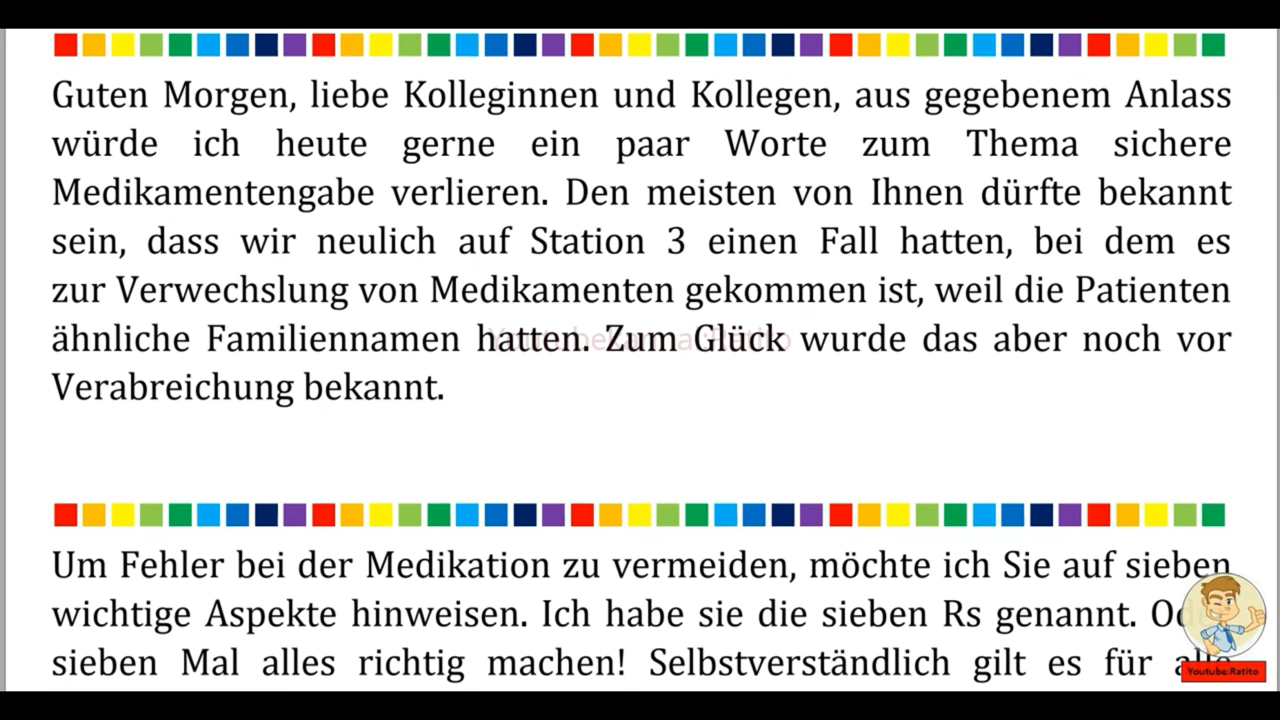 Guten Morgen, liebe Kolleginnen und Kollegen, aus gegebenem Anlass
würde ich heute gerne ein paar Worte zum Thema sichere
Medikamentengabe verlieren. Den meisten von Ihnen dürfte bekannt
sein, dass wir neulich auf Station 3 einen Fall hatten, bei dem es
zur Verwechslung von Medikamenten gekommen ist, weil die Patienten
ähnliche Familiennamen hatten. Zum Glück wurde das aber noch vor
Verabreichung bekannt.
Um Fehler bei der Medikation zu vermeiden, möchte ich Sie auf sieben
wichtige Aspekte hinweisen. Ich habe sie die sieben Rs genannt.
sieben Mal alles richtig machen! Selbstverständlich gilt es für
Youtube:Ratito